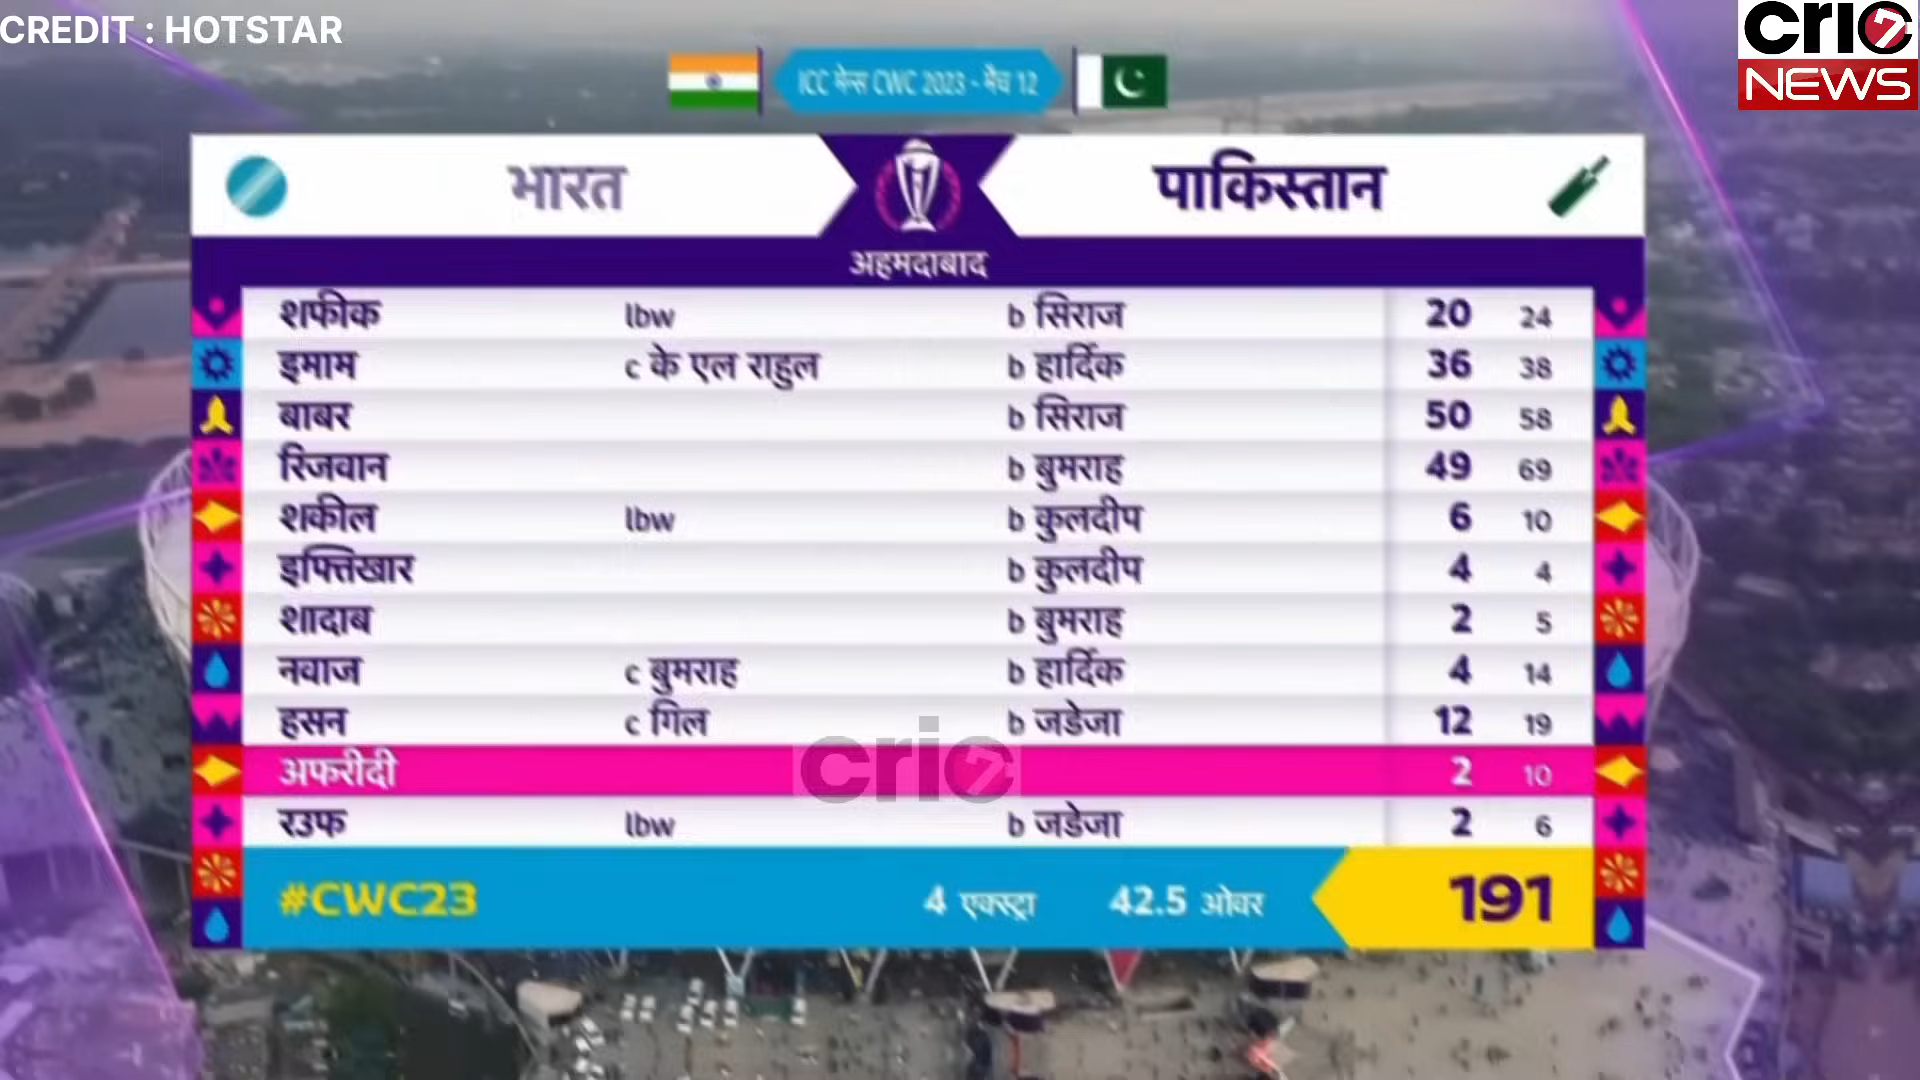 CREDIT : HOTSTAR
cric7
NEWS
ICC मेन्स CWC 2023 - मैच 12
भारत पाकिस्तान
अहमदाबाद
शफीक lbw b सिराज 20 24
इमाम c के एल राहुल b हार्दिक 36 38
बाबर b सिराज 50 58
रिजवान b बुमराह 49 69
शकील lbw b कुलदीप 6 10
इफ्तिखार b कुलदीप 4 4
शादाब b बुमराह 2 5
नवाज c बुमराह b हार्दिक 4 14
हसन c गिल b जडेजा 12 19
अफरीदी 2 10
cric7
रउफ lbw b जडेजा 2 6
#CWC23 4 एक्स्ट्रा 42.5 ओवर 191